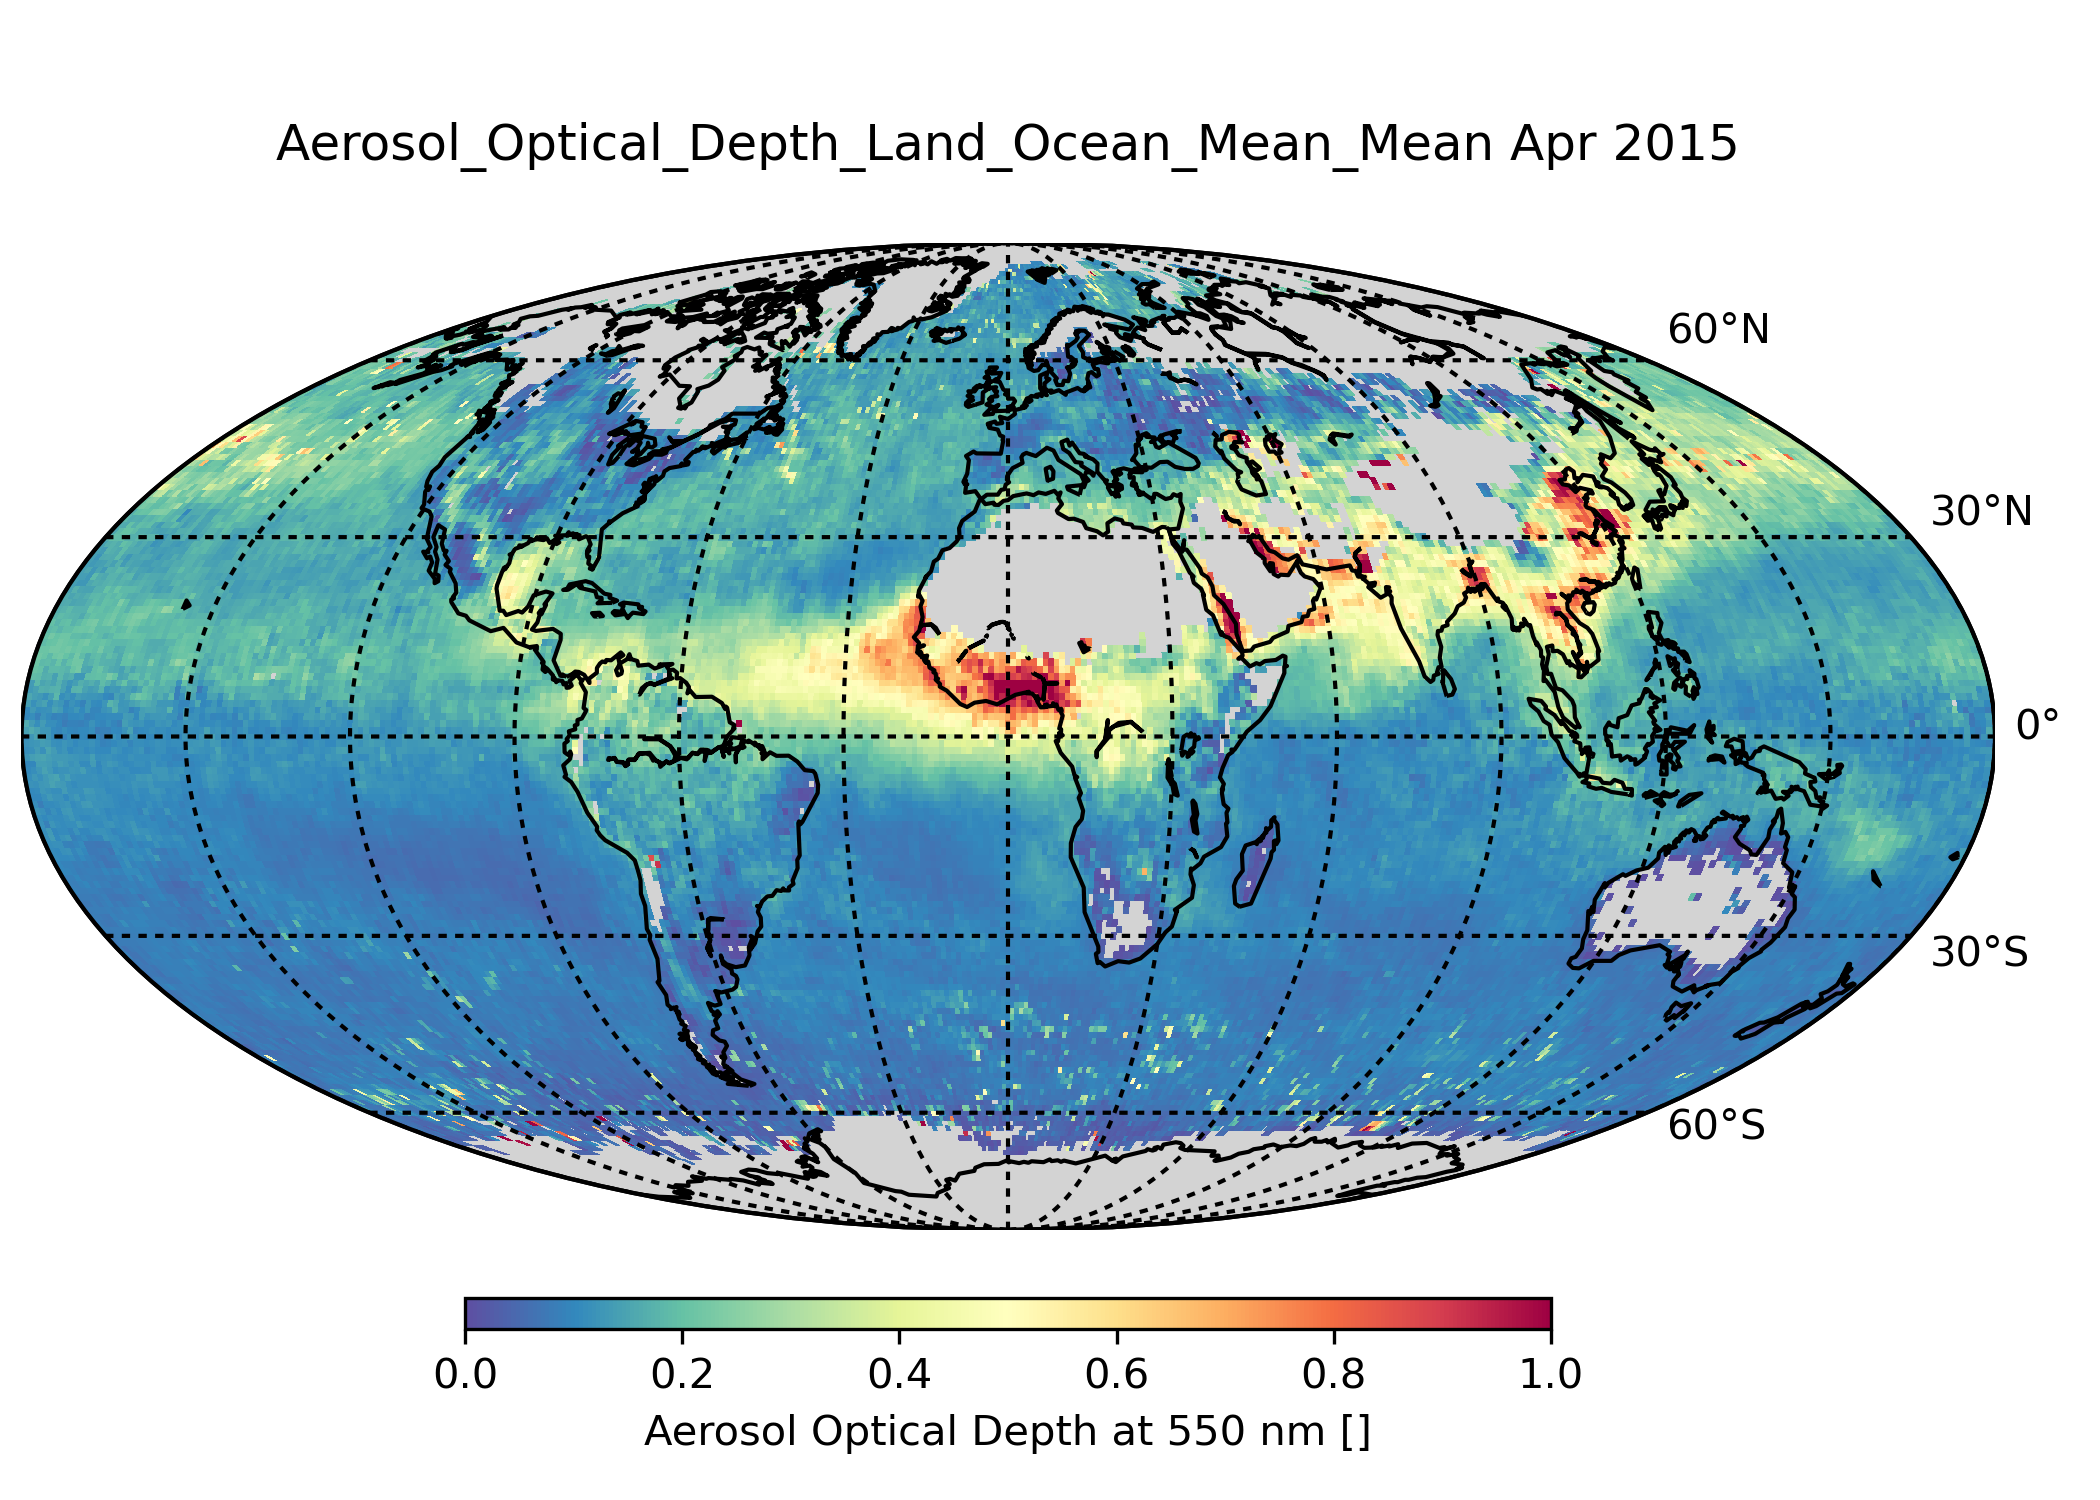 Aerosol_Optical_Depth_Land_Ocean_Mean_Mean Apr 2015
60°N
30°N
0°
30°S
60°S
0.0 0.2 0.4 0.6 0.8 1.0
Aerosol Optical Depth at 550 nm []